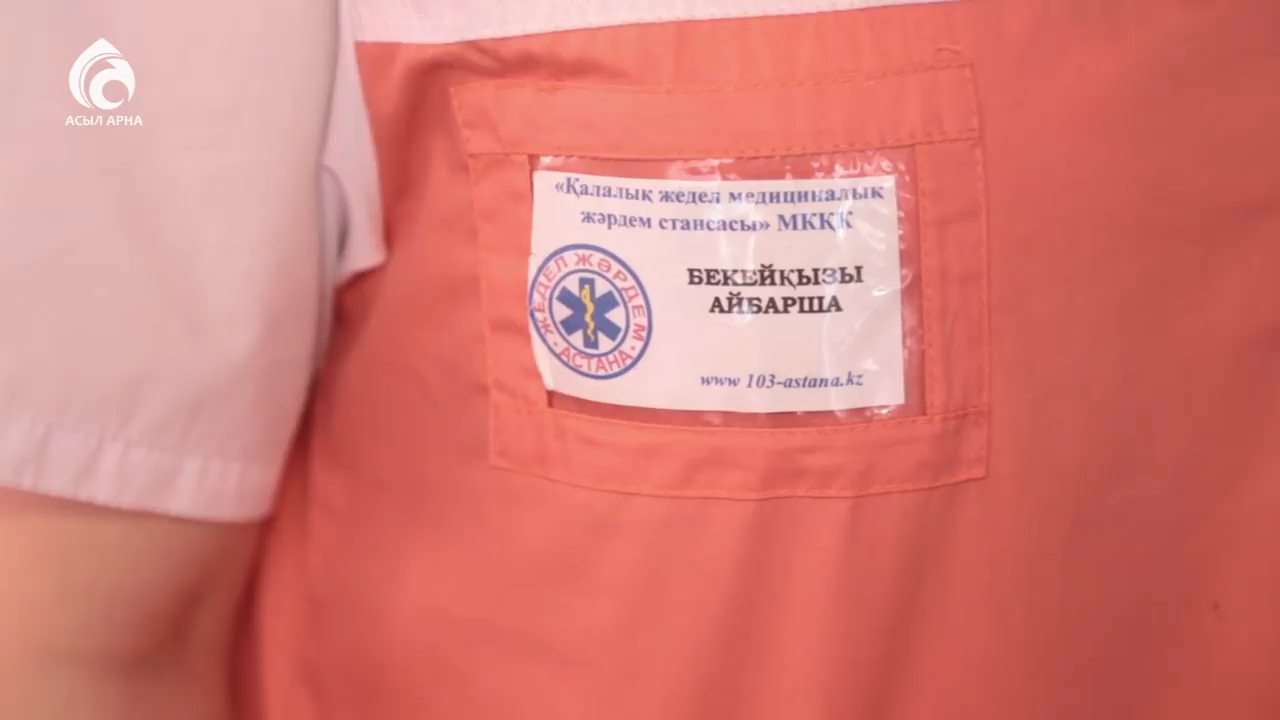 АСЫЛ АРНА
«Қалалық жедел медициналық
жәрдем стансасы» МКҚК
ЖЕДЕЛ ЖӘРДЕМ
· АСТАНА ·
БЕКЕЙҚЫЗЫ
АЙБАРША
www 103-astana.kz